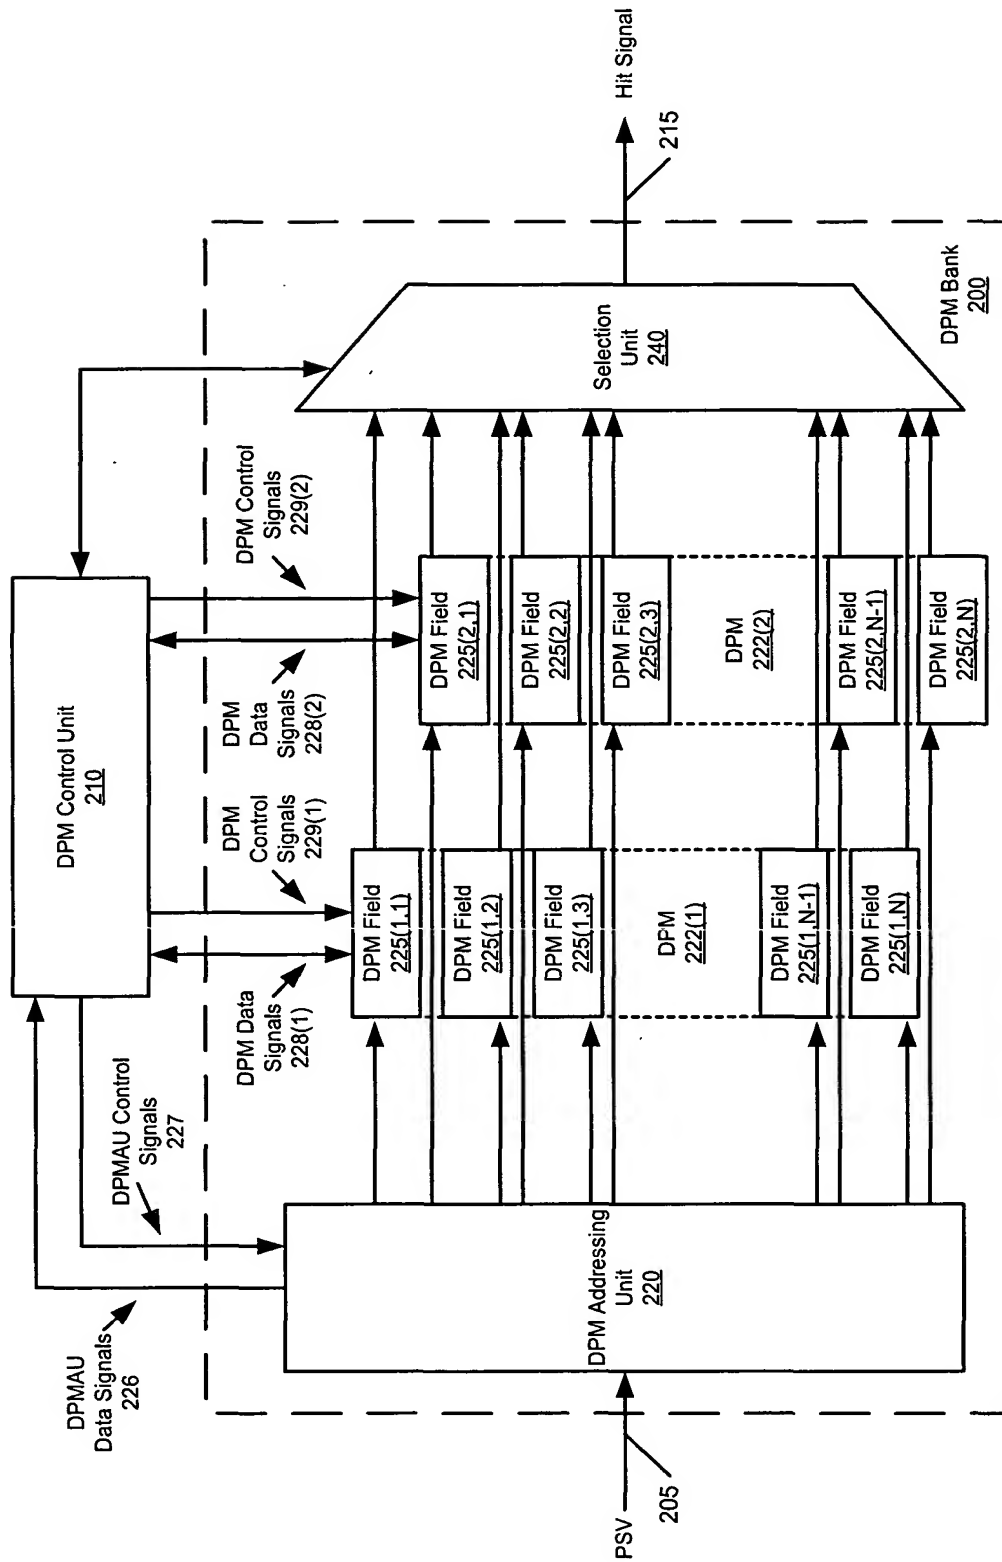 DPM Control Unit
210
DPMAU
Data Signals
226
DPMAU Control
Signals
227
DPM Data
Signals
228(1)
DPM
Control
Signals
229(1)
DPM
Data
Signals
228(2)
DPM Control
Signals
229(2)
PSV
205
DPM Addressing
Unit
220
DPM Field
225(1,1)
DPM Field
225(1,2)
DPM Field
225(1,3)
DPM
222(1)
DPM Field
225(1,N-1)
DPM Field
225(1,N)
DPM Field
225(2,1)
DPM Field
225(2,2)
DPM Field
225(2,3)
DPM
222(2)
DPM Field
225(2,N-1)
DPM Field
225(2,N)
Selection
Unit
240
DPM Bank
200
Hit Signal
215